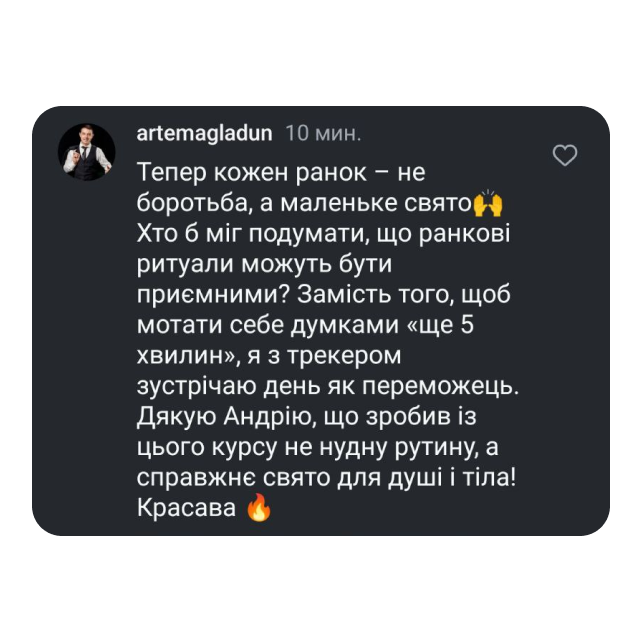 artemagladun 10 мин.
Тепер кожен ранок – не
боротьба, а маленьке свято🙌
Хто б міг подумати, що ранкові
ритуали можуть бути
приємними? Замість того, щоб
мотати себе думками «ще 5
хвилин», я з трекером
зустрічаю день як переможець.
Дякую Андрію, що зробив із
цього курсу не нудну рутину, а
справжнє свято для душі і тіла!
Красава 🔥